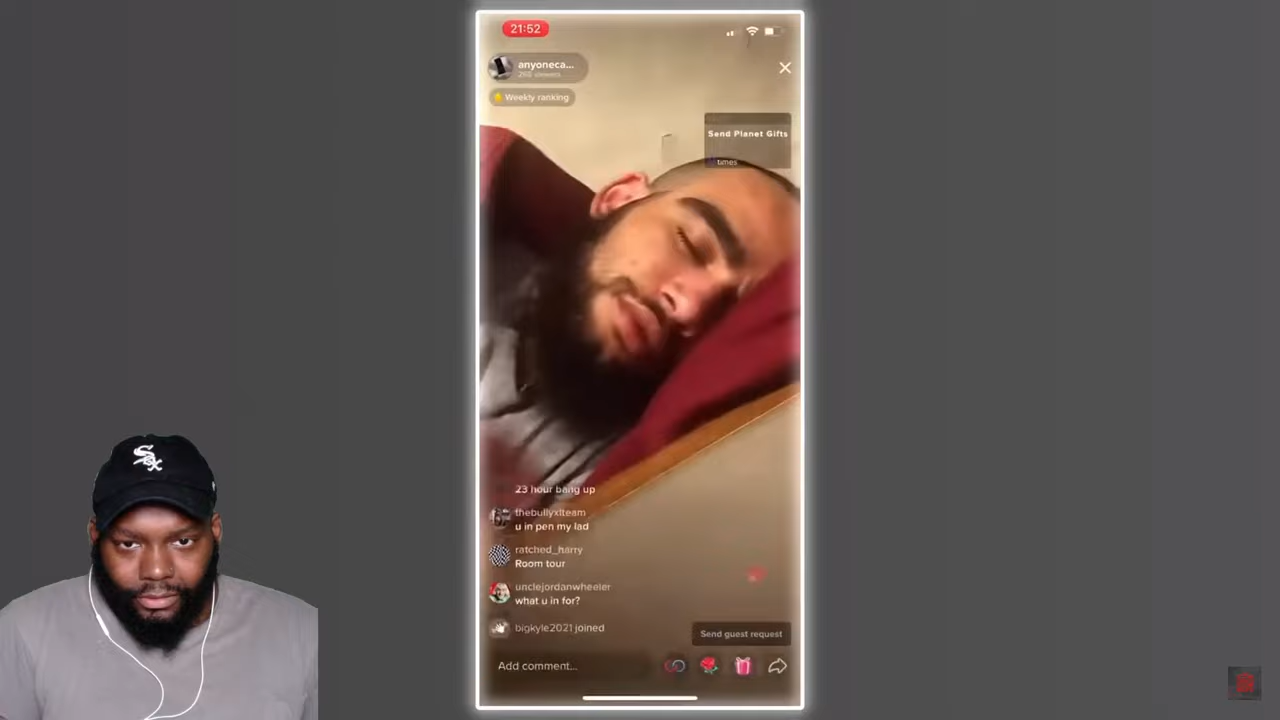 21:52
anyoneca...
Weekly ranking
Send Planet Gifts
times
23 hour bang up
thebullyxlteam
u in pen my lad
ratched_harry
Room tour
unclejordanwheeler
what u in for?
bigkyle2021 joined
Send guest request
Add comment...
Sox